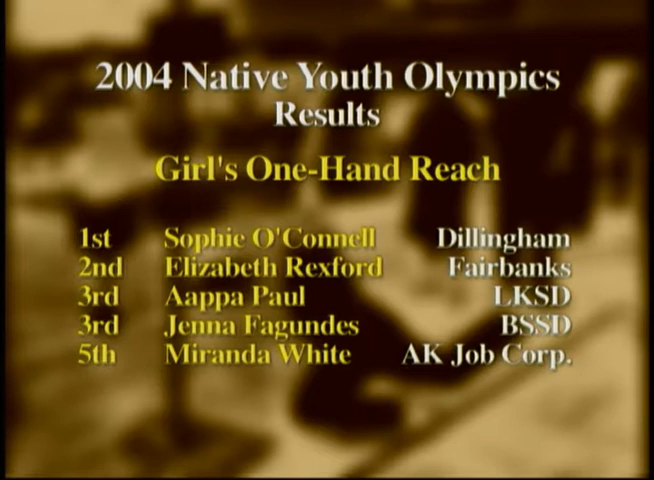 2004 Native Youth Olympics
Results
Girl's One-Hand Reach
1st Sophie O'Connell Dillingham
2nd Elizabeth Rexford Fairbanks
3rd Aappa Paul LKSD
3rd Jenna Fagundes BSSD
5th Miranda White AK Job Corp.